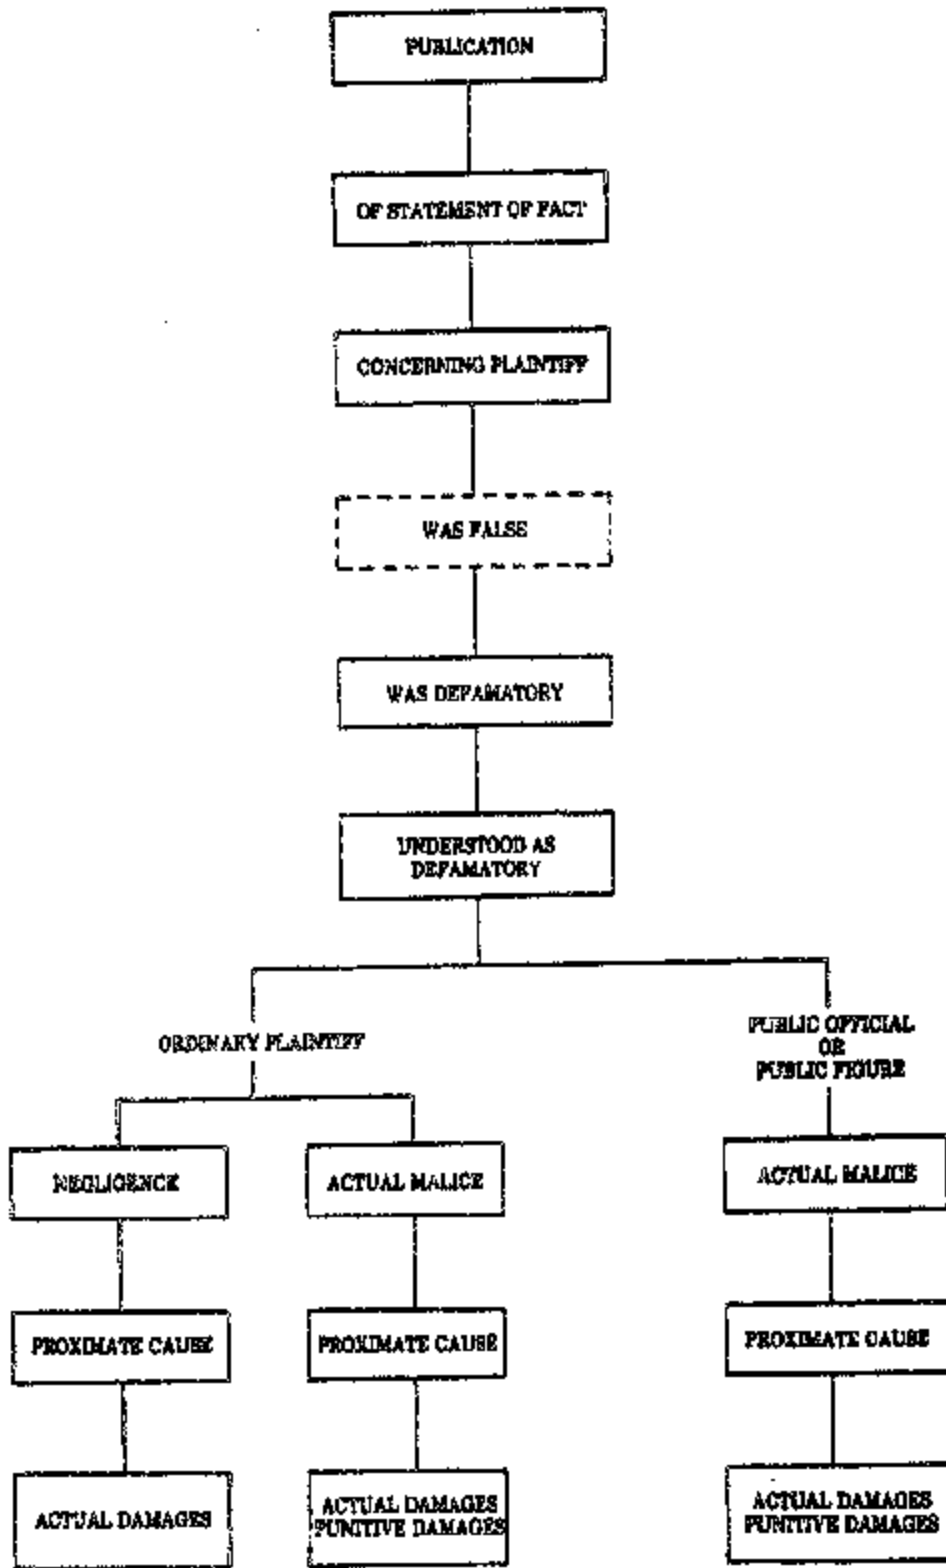 PUBLICATION
OF STATEMENT OF FACT
CONCERNING PLAINTIFF
WAS FALSE
WAS DEFAMATORY
UNDERSTOOD AS
DEFAMATORY
ORDINARY PLAINTIFF
PUBLIC OFFICIAL
OR
PUBLIC FIGURE
NEGLIGENCE
ACTUAL MALICE
ACTUAL MALICE
PROXIMATE CAUSE
PROXIMATE CAUSE
PROXIMATE CAUSE
ACTUAL DAMAGES
ACTUAL DAMAGES
PUNITIVE DAMAGES
ACTUAL DAMAGES
PUNITIVE DAMAGES